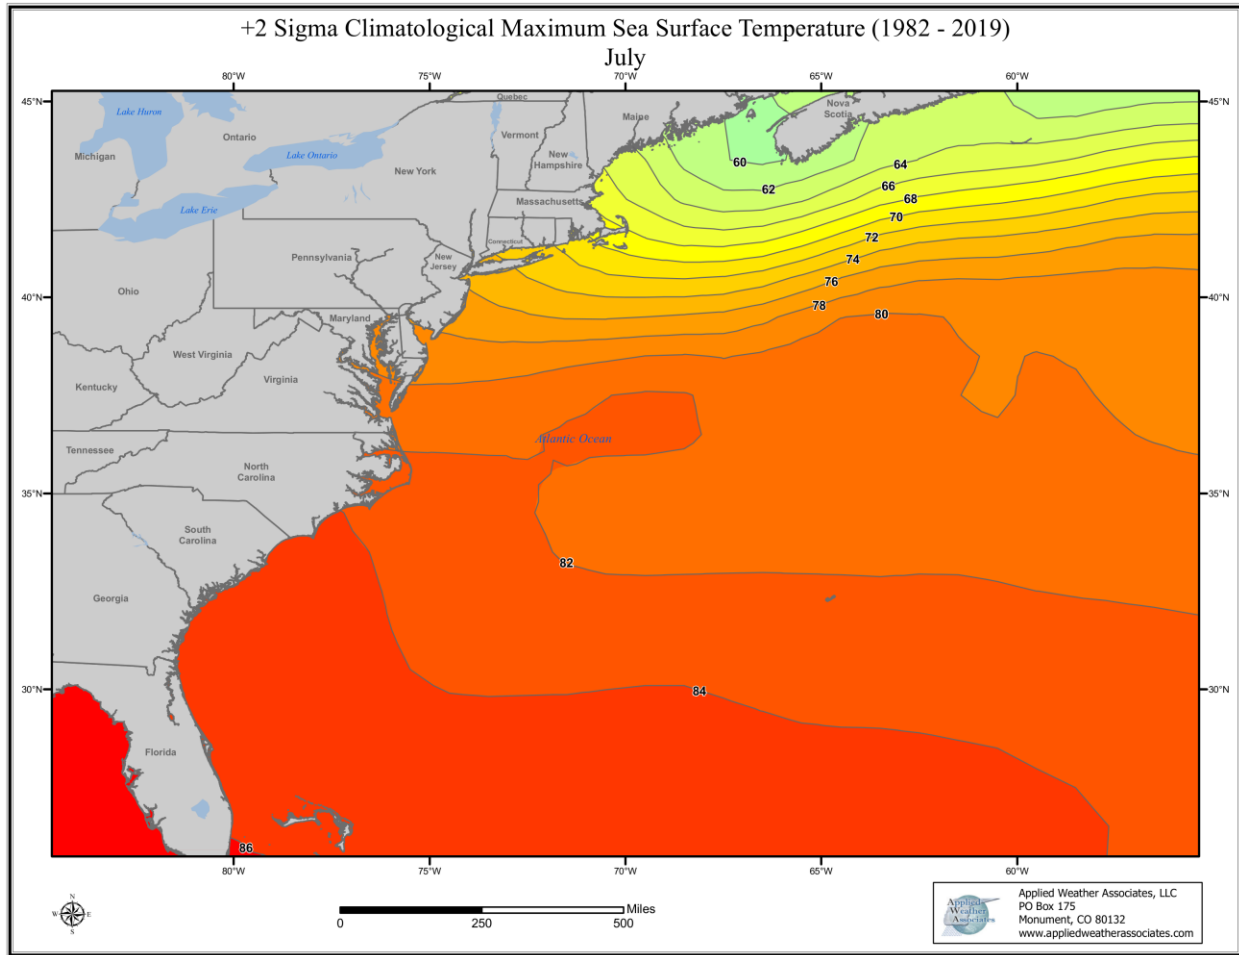 +2 Sigma Climatological Maximum Sea Surface Temperature (1982 - 2019)
July
80°W
75°W
70°W
65°W
60°W
45°N
45°N
Lake Huron
Ontario
Quebec
Maine
Nova
Scotia
Michigan
Lake Ontario
Vermont
New
Hampshire
New York
Massachusetts
Lake Erie
Connecticut
Pennsylvania
New
Jersey
Ohio
Maryland
West Virginia
Virginia
Kentucky
Tennessee
North
Carolina
South
Carolina
Georgia
Florida
Atlantic Ocean
60
62
64
66
68
70
72
74
76
78
80
82
84
86
40°N
40°N
35°N
35°N
30°N
30°N
80°W
75°W
70°W
65°W
60°W
N
W
E
S
Miles
0
250
500
Applied
Weather
Associates
Applied Weather Associates, LLC
PO Box 175
Monument, CO 80132
www.appliedweatherassociates.com